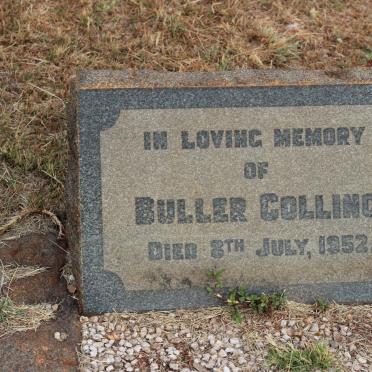 IN LOVING MEMORY
OF
BULLER COLLING
DIED 8TH JULY, 1952.